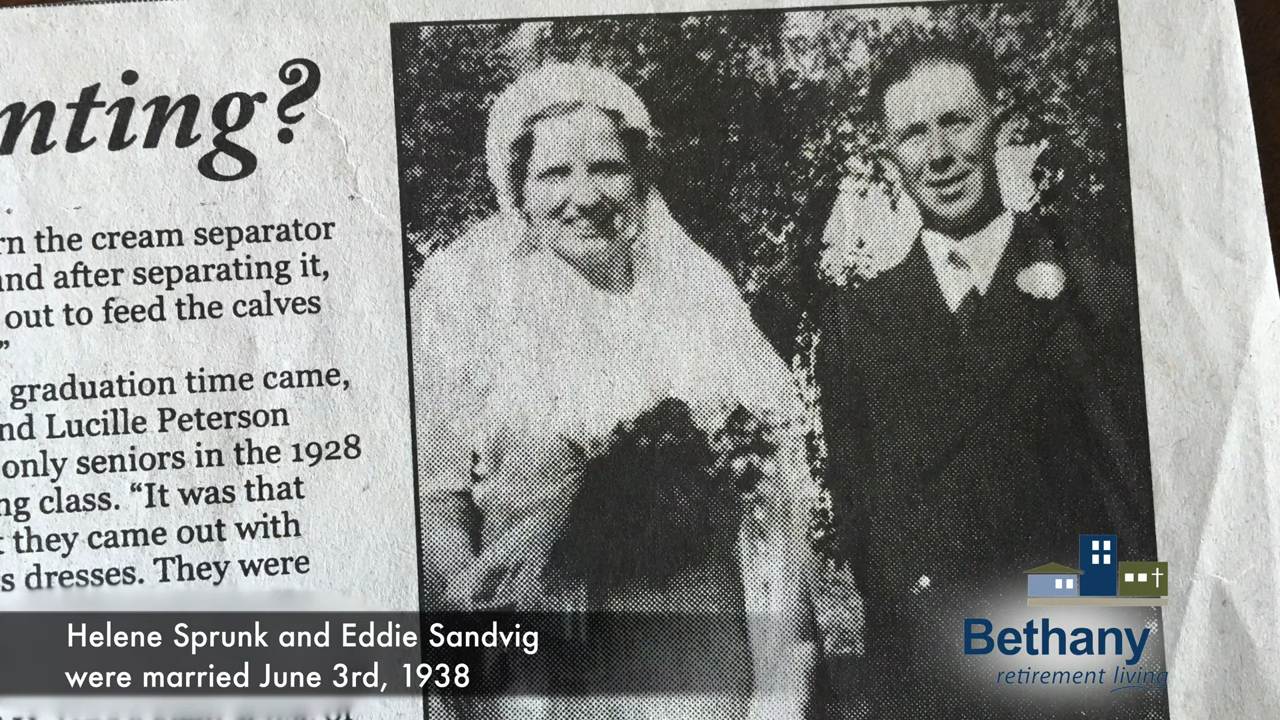 nting?
rn the cream separator
and after separating it,
out to feed the calves
”
graduation time came,
nd Lucille Peterson
only seniors in the 1928
ng class. “It was that
they came out with
s dresses. They were
Helene Sprunk and Eddie Sandvig
were married June 3rd, 1938
Bethany
retirement living